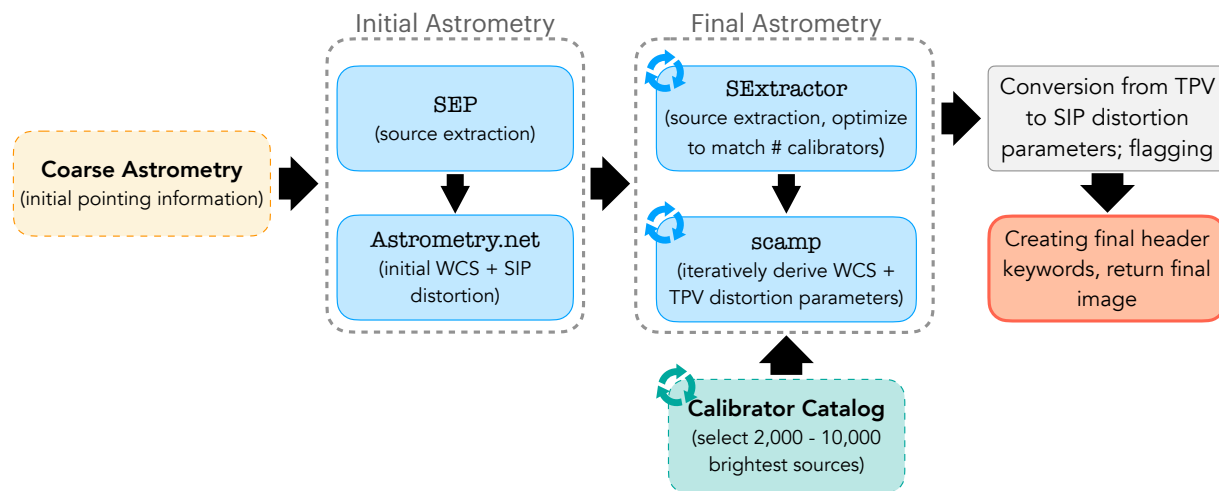 Initial Astrometry
Final Astrometry
Coarse Astrometry
(initial pointing information)
SEP
(source extraction)
Astrometry.net
(initial WCS + SIP
distortion)
SExtractor
(source extraction, optimize
to match # calibrators)
scamp
(iteratively derive WCS +
TPV distortion parameters)
Calibrator Catalog
(select 2,000 - 10,000
brightest sources)
Conversion from TPV
to SIP distortion
parameters; flagging
Creating final header
keywords, return final
image